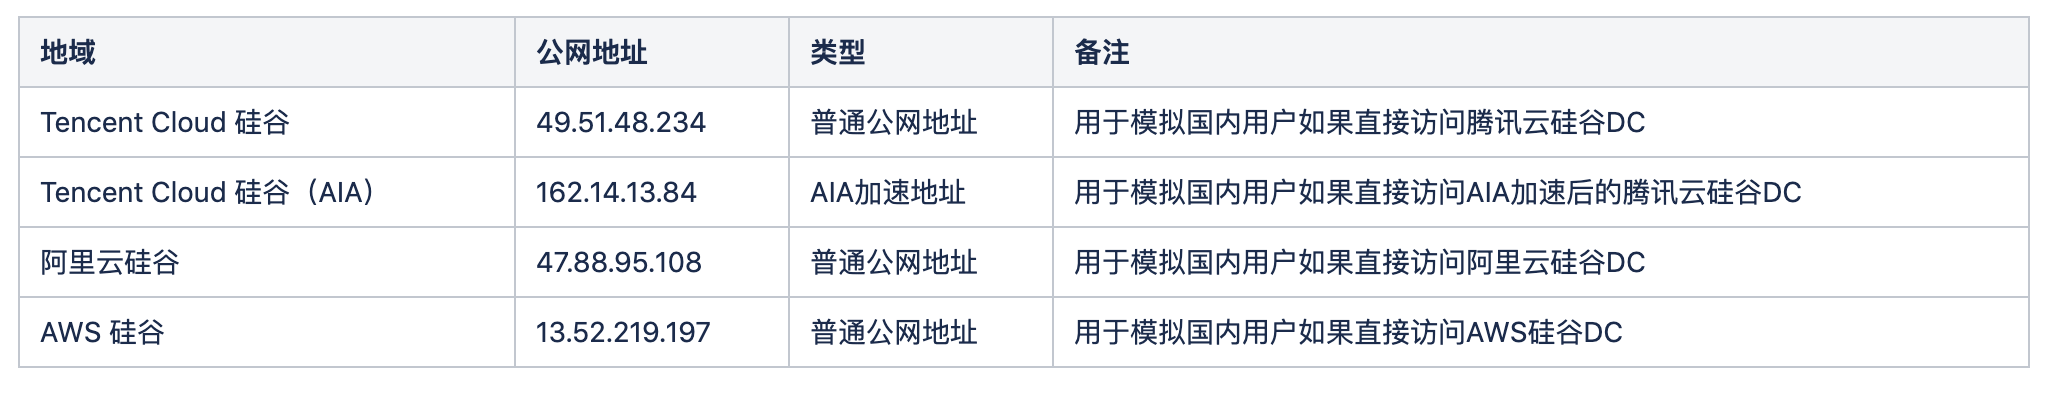 地域 公网地址 类型 备注
Tencent Cloud 硅谷 49.51.48.234 普通公网地址 用于模拟国内用户如果直接访问腾讯云硅谷DC
Tencent Cloud 硅谷（AIA） 162.14.13.84 AIA加速地址 用于模拟国内用户如果直接访问AIA加速后的腾讯云硅谷DC
阿里云硅谷 47.88.95.108 普通公网地址 用于模拟国内用户如果直接访问阿里云硅谷DC
AWS 硅谷 13.52.219.197 普通公网地址 用于模拟国内用户如果直接访问AWS硅谷DC